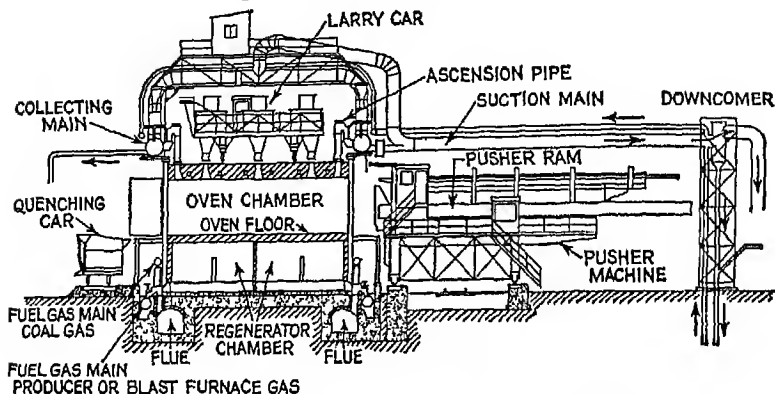 LARRY CAR
ASCENSION PIPE
COLLECTING
MAIN
SUCTION MAIN
DOWNCOMER
PUSHER RAM
OVEN CHAMBER
QUENCHING
CAR
OVEN FLOOR
PUSHER
MACHINE
FUEL GAS MAIN
COAL GAS
REGENERATOR
CHAMBER
FLUE
FLUE
FUEL GAS MAIN
PRODUCER OR BLAST FURNACE GAS